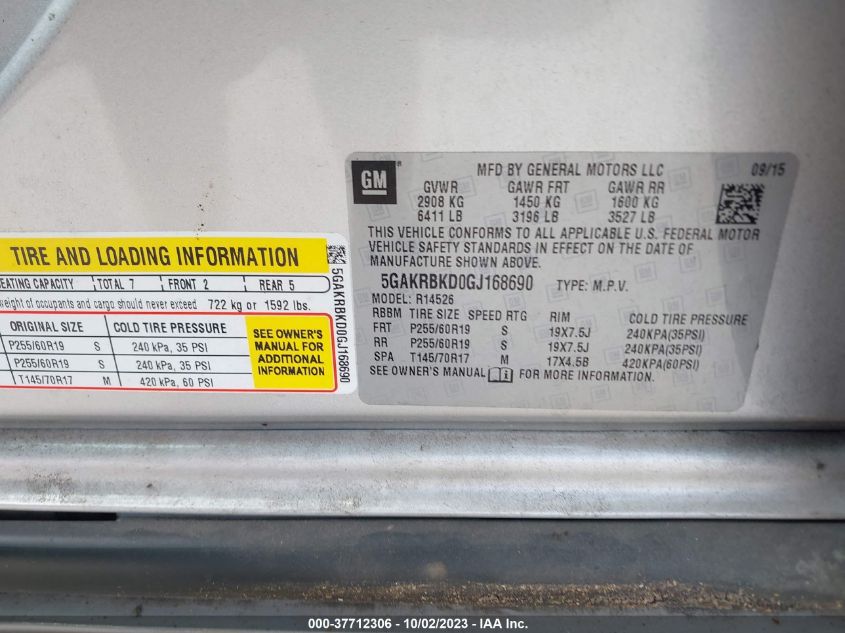 GM
MFD BY GENERAL MOTORS LLC 09/15
GVWR GAWR FRT GAWR RR
2908 KG 1450 KG 1600 KG
6411 LB 3196 LB 3527 LB
THIS VEHICLE CONFORMS TO ALL APPLICABLE U.S. FEDERAL MOTOR
VEHICLE SAFETY STANDARDS IN EFFECT ON THE DATE OF
MANUFACTURE SHOWN ABOVE.
5GAKRBKD0GJ168690 TYPE: M.P.V.
MODEL: R14526
RBBM TIRE SIZE SPEED RTG RIM COLD TIRE PRESSURE
FRT P255/60R19 S 19X7.5J 240KPA(35PSI)
RR P255/60R19 S 19X7.5J 240KPA(35PSI)
SPA T145/70R17 M 17X4.5B 420KPA(60PSI)
SEE OWNER'S MANUAL FOR MORE INFORMATION.
TIRE AND LOADING INFORMATION
EATING CAPACITY TOTAL 7 FRONT 2 REAR 5
weight of occupants and cargo should never exceed 722 kg or 1592 lbs.
ORIGINAL SIZE COLD TIRE PRESSURE
P255/60R19 S 240 kPa, 35 PSI
P255/60R19 S 240 kPa, 35 PSI
T145/70R17 M 420 kPa, 60 PSI
SEE OWNER'S
MANUAL FOR
ADDITIONAL
INFORMATION
5GAKRBKD0GJ168690
000-37712306 - 10/02/2023 - IAA Inc.